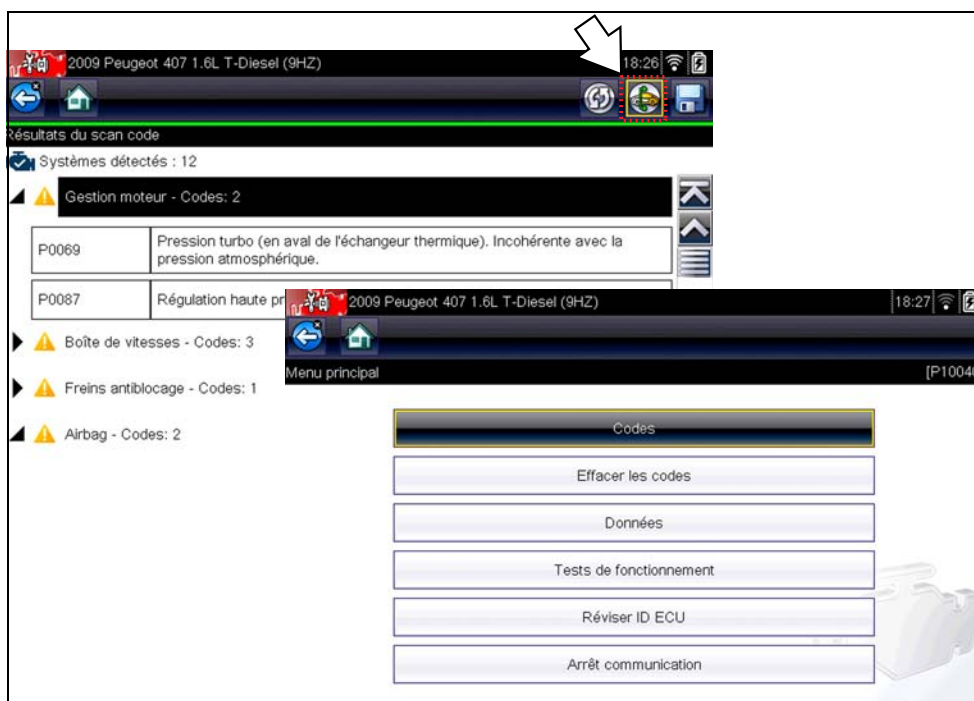 2009 Peugeot 407 1.6L T-Diesel (9HZ)
18:26
Résultats du scan code
Systèmes détectés : 12
Gestion moteur - Codes: 2
P0069
Pression turbo (en aval de l'échangeur thermique). Incohérente avec la
pression atmosphérique.
P0087
Régulation haute pr
Boîte de vitesses - Codes: 3
Freins antiblocage - Codes: 1
Airbag - Codes: 2
2009 Peugeot 407 1.6L T-Diesel (9HZ)
18:27
Menu principal
[P1004
Codes
Effacer les codes
Données
Tests de fonctionnement
Réviser ID ECU
Arrêt communication